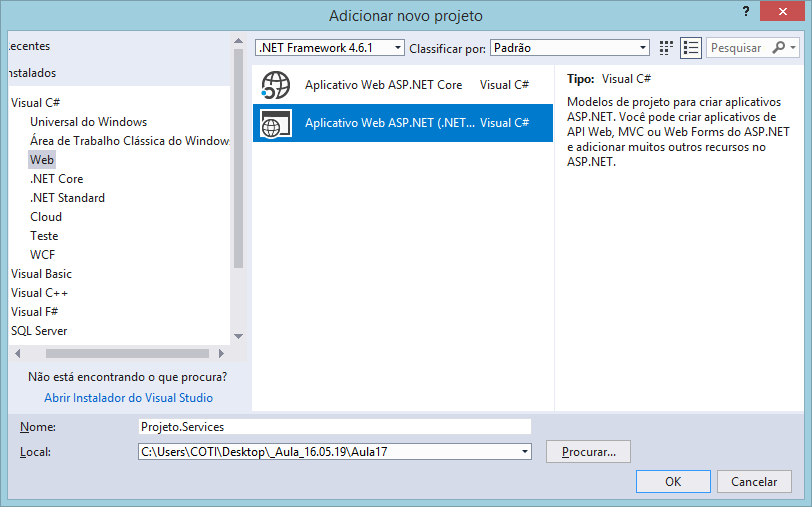 Adicionar novo projeto
?
ecentes
nstalados
Visual C#
Universal do Windows
Área de Trabalho Clássica do Window
Web
.NET Core
.NET Standard
Cloud
Teste
WCF
Visual Basic
Visual C++
Visual F#
SQL Server
Não está encontrando o que procura?
Abrir Instalador do Visual Studio
.NET Framework 4.6.1 Classificar por: Padrão
Pesquisar
Aplicativo Web ASP.NET Core Visual C#
Aplicativo Web ASP.NET (.NET... Visual C#
Tipo: Visual C#
Modelos de projeto para criar aplicativos
ASP.NET. Você pode criar aplicativos de
API Web, MVC ou Web Forms do ASP.NET
e adicionar muitos outros recursos no
ASP.NET.
Nome: Projeto.Services
Local: C:\Users\COTI\Desktop\_Aula_16.05.19\Aula17
Procurar...
OK Cancelar